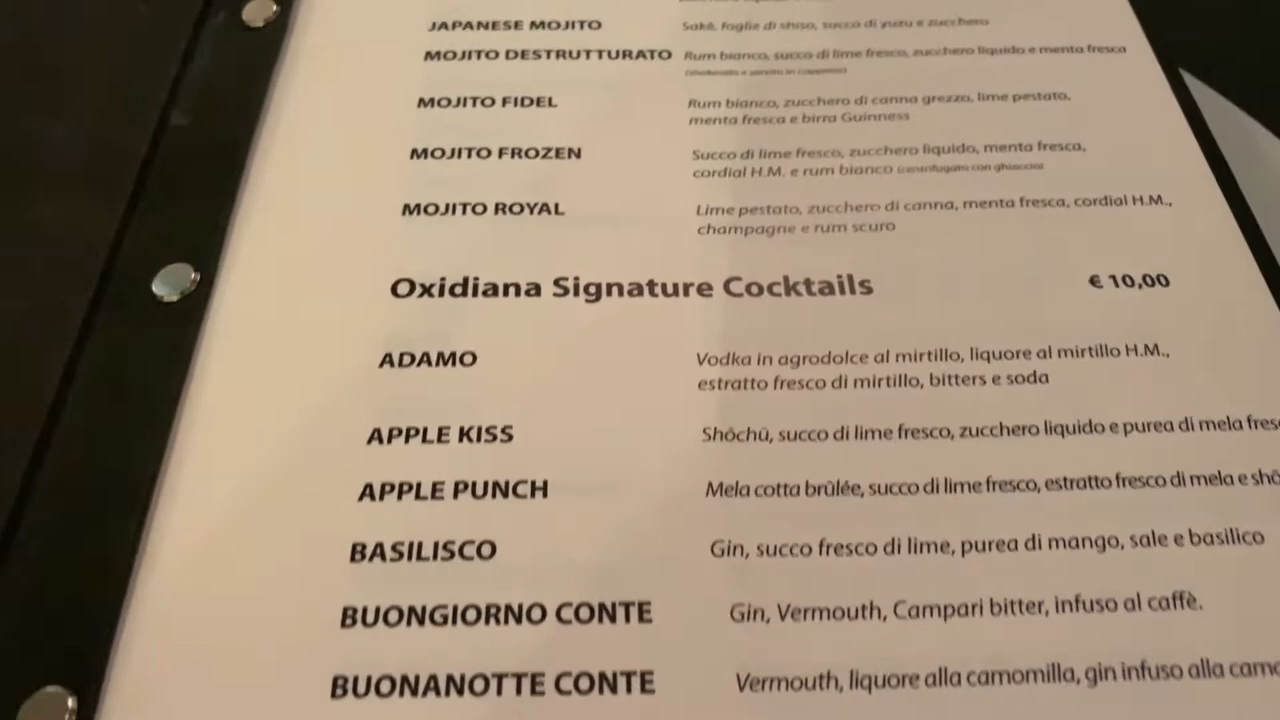 JAPANESE MOJITO Sakè, foglie di shiso, succo di yuzu e zucchero
MOJITO DESTRUTTURATO Rum bianco, succo di lime fresco, zucchero liquido e menta fresca
MOJITO FIDEL Rum bianco, zucchero di canna grezzo, lime pestato,
menta fresca e birra Guinness
MOJITO FROZEN Succo di lime fresco, zucchero liquido, menta fresca,
cordial H.M. e rum bianco (centrifugato con ghiaccio)
MOJITO ROYAL Lime pestato, zucchero di canna, menta fresca, cordial H.M.,
champagne e rum scuro
Oxidiana Signature Cocktails € 10,00
ADAMO Vodka in agrodolce al mirtillo, liquore al mirtillo H.M.,
estratto fresco di mirtillo, bitters e soda
APPLE KISS Shōchū, succo di lime fresco, zucchero liquido e purea di mela fres
APPLE PUNCH Mela cotta brûlée, succo di lime fresco, estratto fresco di mela e shō
BASILISCO Gin, succo fresco di lime, purea di mango, sale e basilico
BUONGIORNO CONTE Gin, Vermouth, Campari bitter, infuso al caffè.
BUONANOTTE CONTE Vermouth, liquore alla camomilla, gin infuso alla camo